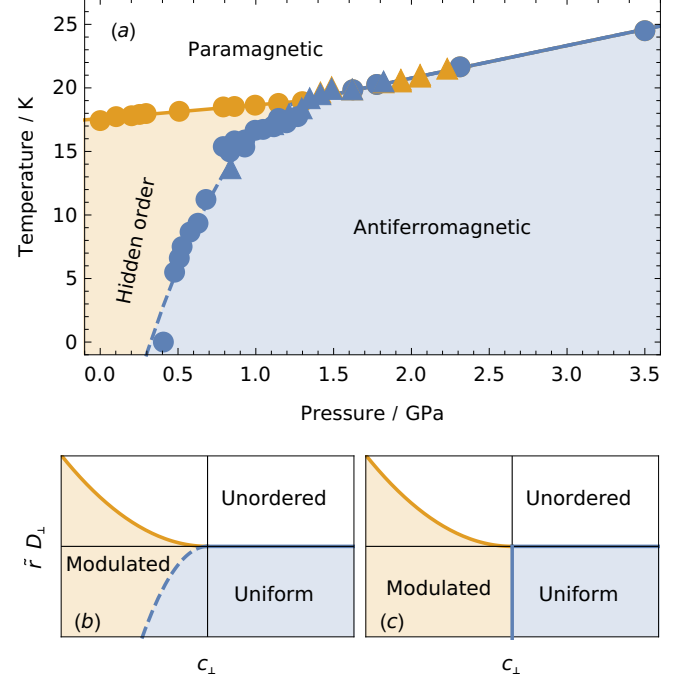 (a)
Paramagnetic
Hidden order
Antiferromagnetic
Temperature / K
25
20
15
10
5
0
0.0 0.5 1.0 1.5 2.0 2.5 3.0 3.5
Pressure / GPa
Unordered
Modulated
Uniform
(b)
r̃ D⊥
c⊥
Unordered
Modulated
Uniform
(c)
c⊥